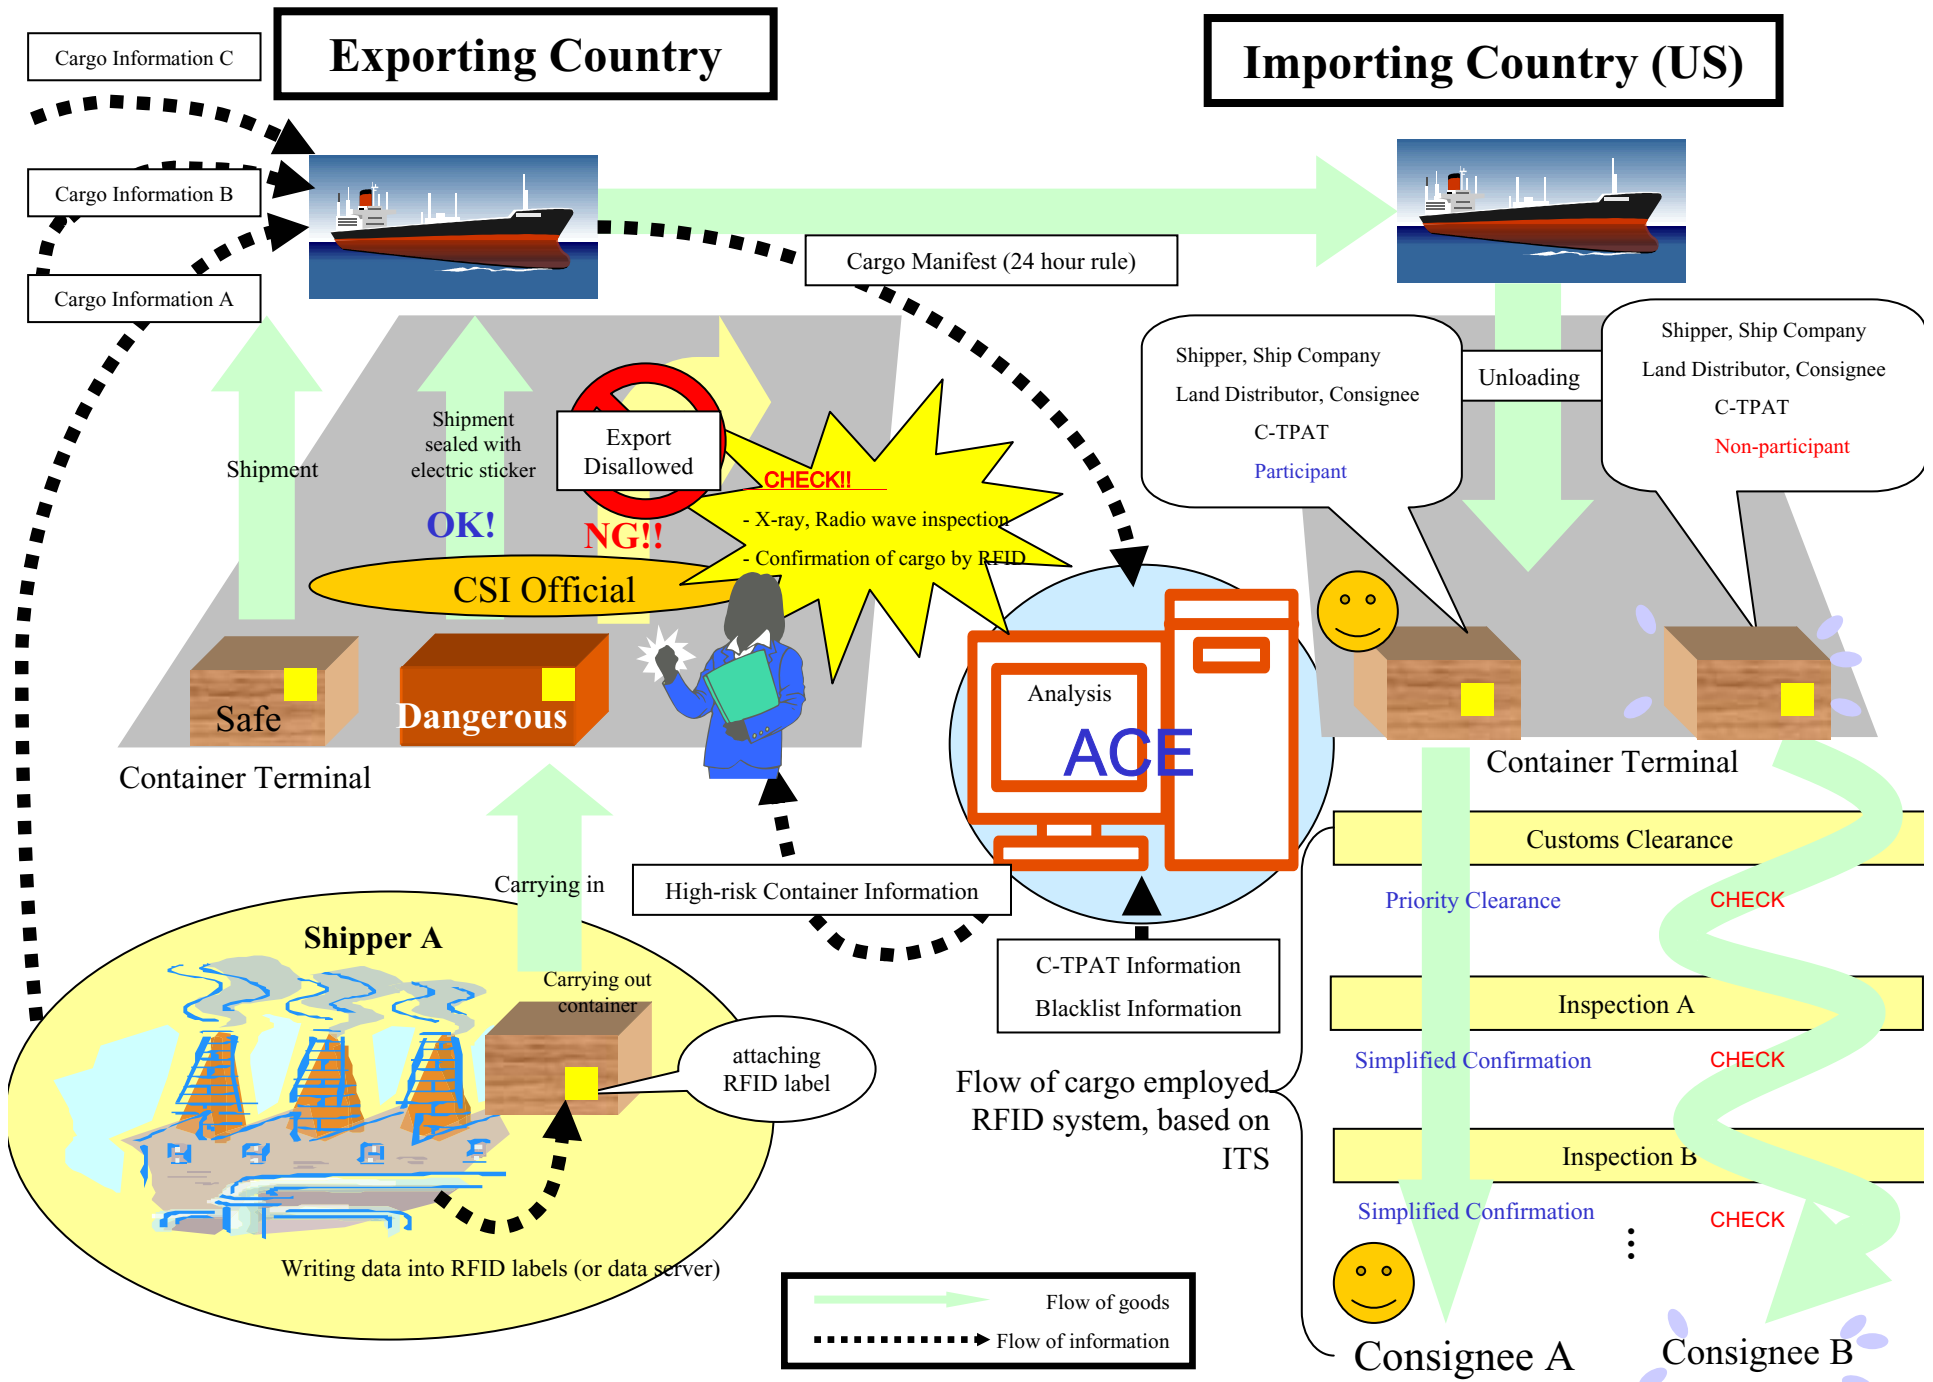 Exporting Country
Importing Country (US)
Cargo Information C
Cargo Information B
Cargo Information A
Cargo Manifest (24 hour rule)
Shipment
Shipment
sealed with
electric sticker
OK!
Export
Disallowed
NG!!
CHECK!!
- X-ray, Radio wave inspection
- Confirmation of cargo by RFID
CSI Official
Safe
Dangerous
Container Terminal
Shipper, Ship Company
Land Distributor, Consignee
C-TPAT
Participant
Unloading
Shipper, Ship Company
Land Distributor, Consignee
C-TPAT
Non-participant
Analysis
ACE
Container Terminal
High-risk Container Information
C-TPAT Information
Blacklist Information
Carrying in
Shipper A
Carrying out
container
attaching
RFID label
Writing data into RFID labels (or data server)
Flow of cargo employed
RFID system, based on
ITS
Customs Clearance
Priority Clearance
CHECK
Inspection A
Simplified Confirmation
CHECK
Inspection B
Simplified Confirmation
CHECK
...
Consignee A
Consignee B
Flow of goods
Flow of information